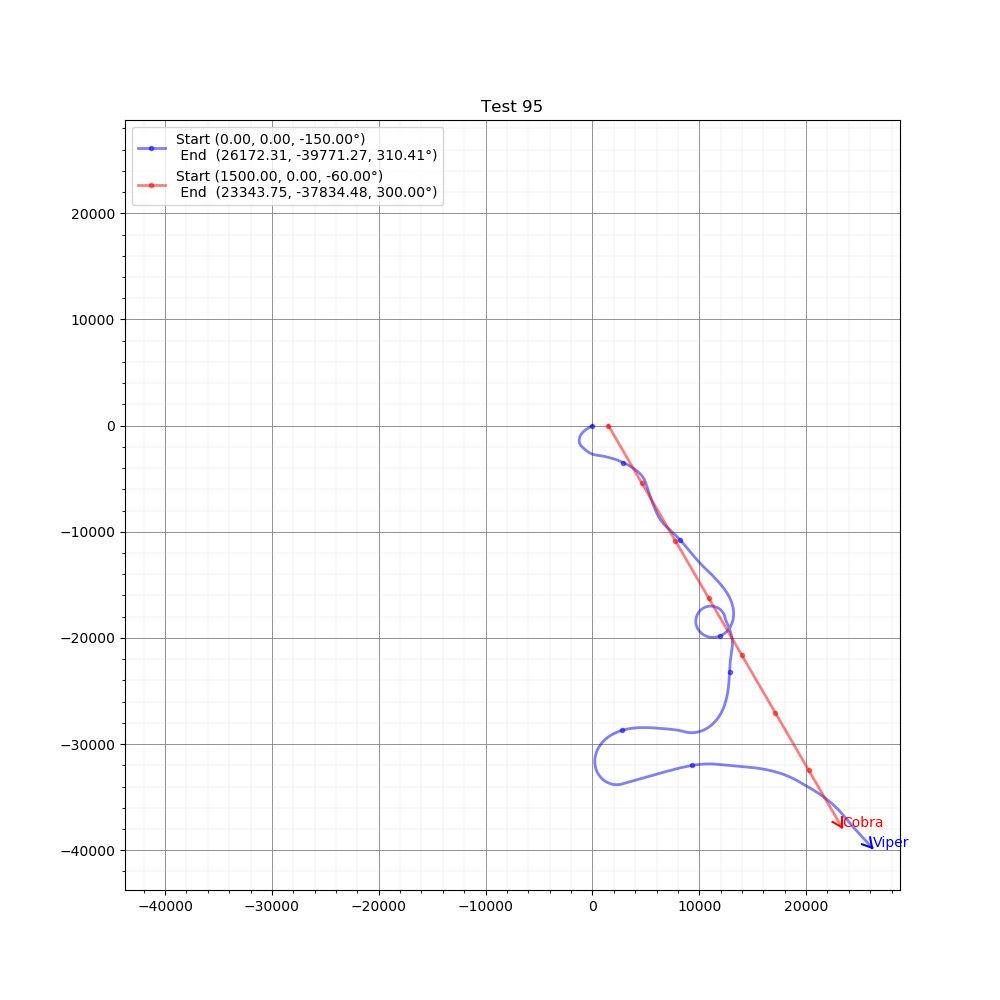 Test 95
Start (0.00, 0.00, -150.00°)
End  (26172.31, -39771.27, 310.41°)
Start (1500.00, 0.00, -60.00°)
End  (23343.75, -37834.48, 300.00°)
20000
10000
0
−10000
−20000
−30000
−40000
Cobra
Viper
−40000
−30000
−20000
−10000
0
10000
20000